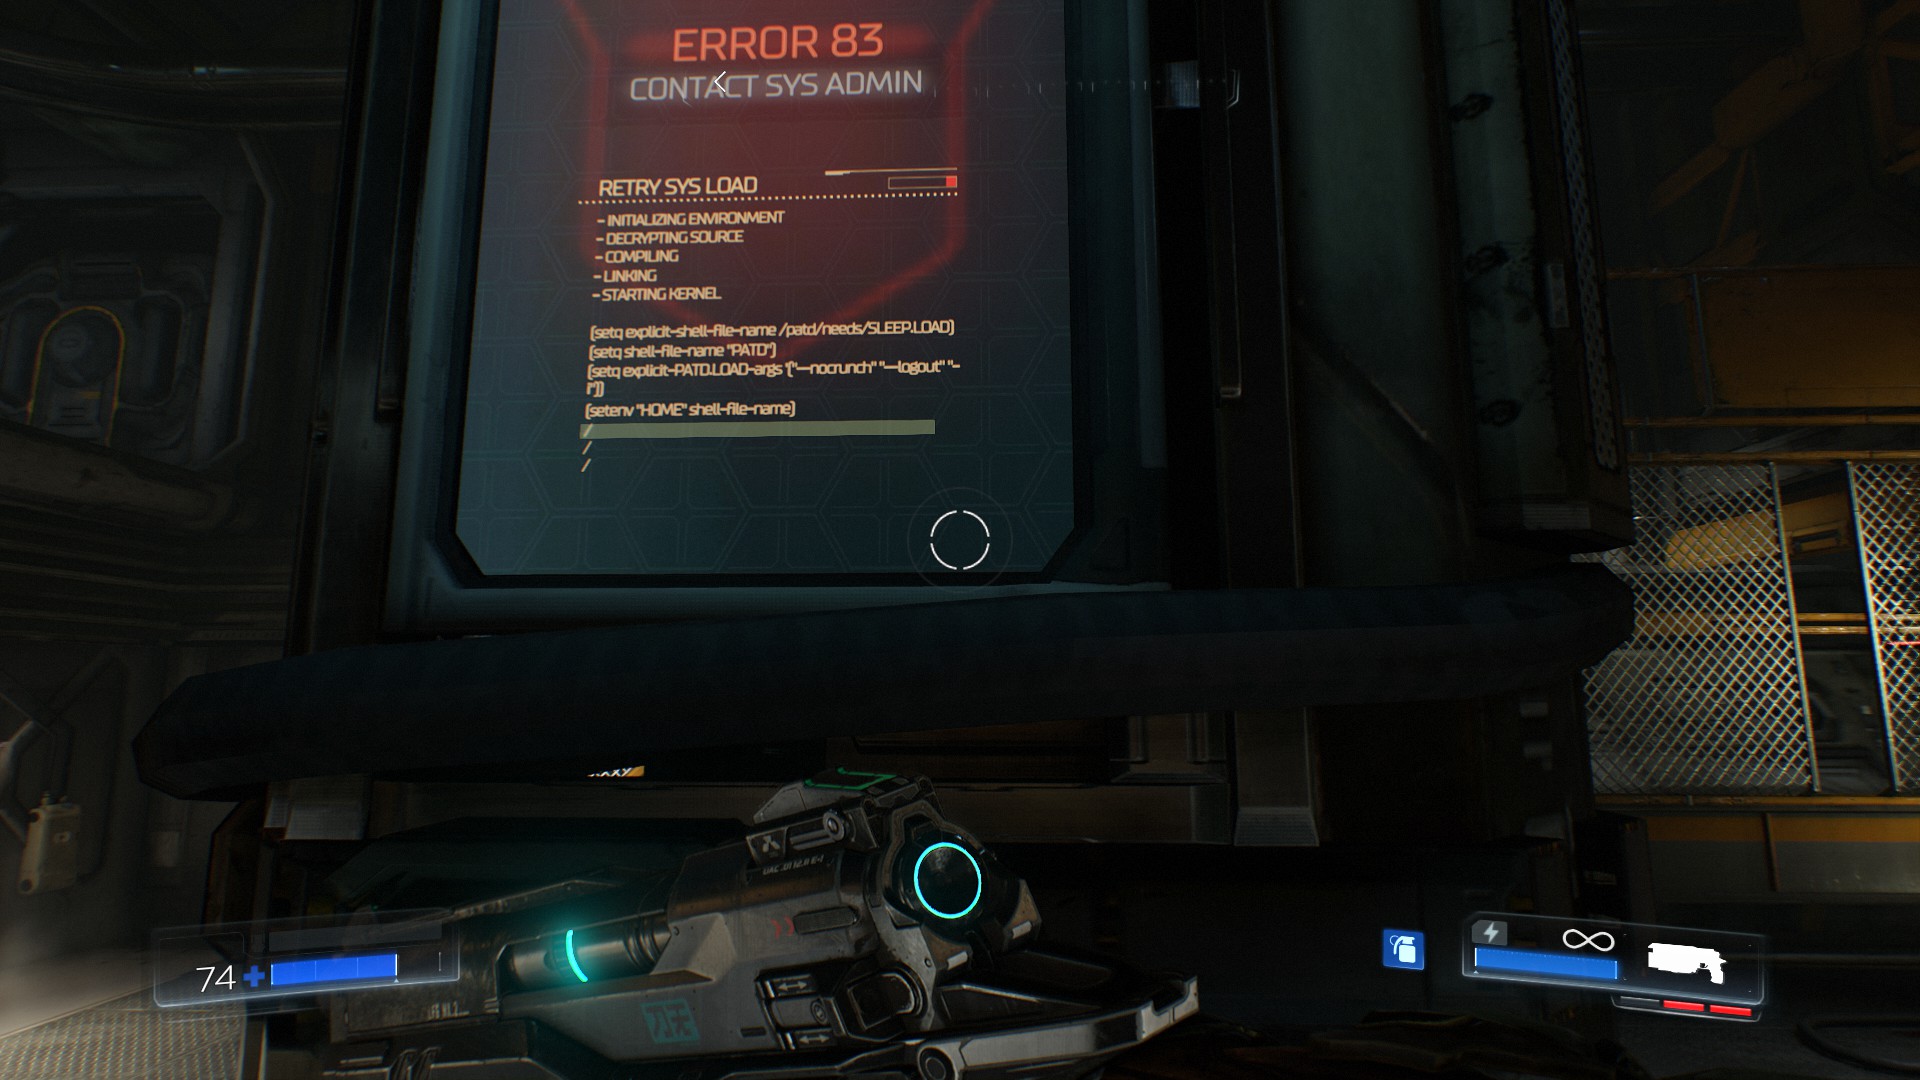 ERROR 83
CONTACT SYS ADMIN
RETRY SYS LOAD
- INITIALIZING ENVIRONMENT
- DECRYPTING SOURCE
- COMPILING
- LINKING
- STARTING KERNEL
(setq explicit-shell-file-name /patd/needs/SLEEP.LOAD)
(setq shell-file-name "PATD")
(setq explicit-PATD.LOAD-args '("--nocrunch" "--logout" "-
i"))
(setenv "HOME" shell-file-name)
/
/
/
74